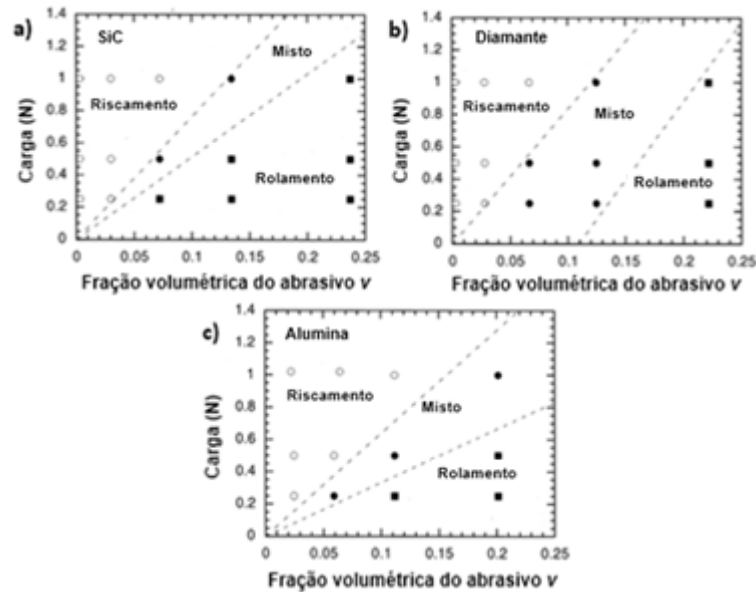 a)
SiC
Misto
Riscamento
Rolamento
Carga (N)
1.4
1.2
1
0.8
0.6
0.4
0.2
0
0
0.05
0.1
0.15
0.2
0.25
Fração volumétrica do abrasivo v
b)
Diamante
Riscamento
Misto
Rolamento
Carga (N)
1.4
1.2
1
0.8
0.6
0.4
0.2
0
0
0.05
0.1
0.15
0.2
0.25
Fração volumétrica do abrasivo v
c)
Alumina
Riscamento
Misto
Rolamento
Carga (N)
1.4
1.2
1
0.8
0.6
0.4
0.2
0
0
0.05
0.1
0.15
0.2
0.25
Fração volumétrica do abrasivo v